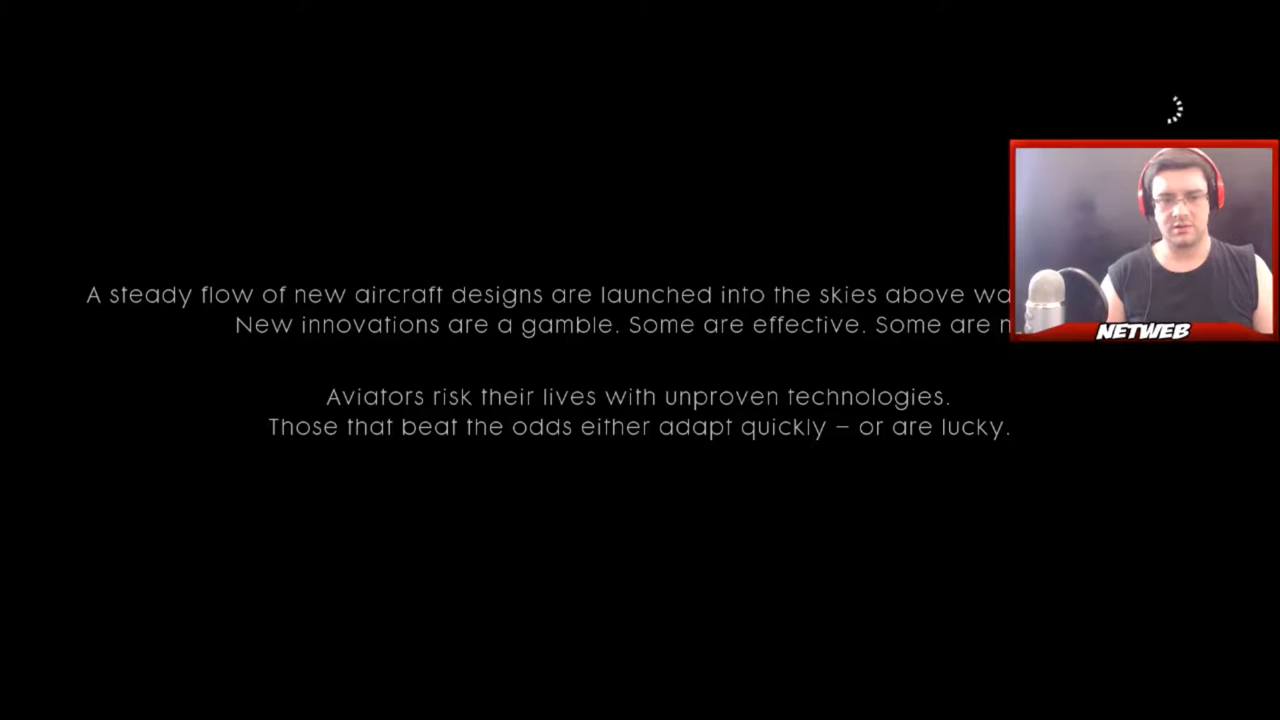 A steady flow of new aircraft designs are launched into the skies above
New innovations are a gamble. Some are effective. Some are
NETWEB
Aviators risk their lives with unproven technologies.
Those that beat the odds either adapt quickly – or are lucky.